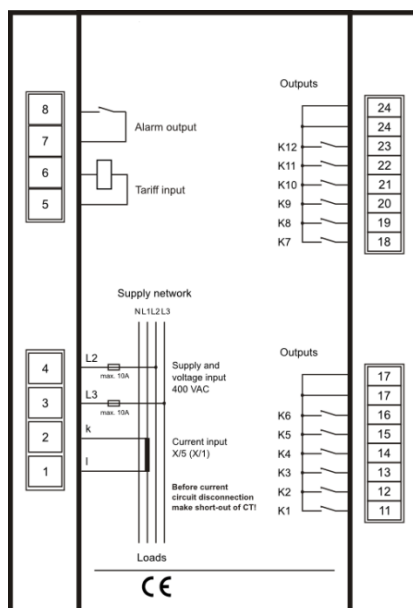 8
7
6
5
Alarm output
Tariff input
Outputs
K12
K11
K10
K9
K8
K7
24
24
23
22
21
20
19
18
Supply network
N L1 L2 L3
4
3
2
1
L2
max. 10A
L3
max. 10A
k
l
Supply and
voltage input
400 VAC
Current input
X/5 (X/1)
Before current
circuit disconnection
make short-out of CT!
Loads
Outputs
K6
K5
K4
K3
K2
K1
17
17
16
15
14
13
12
11
CE